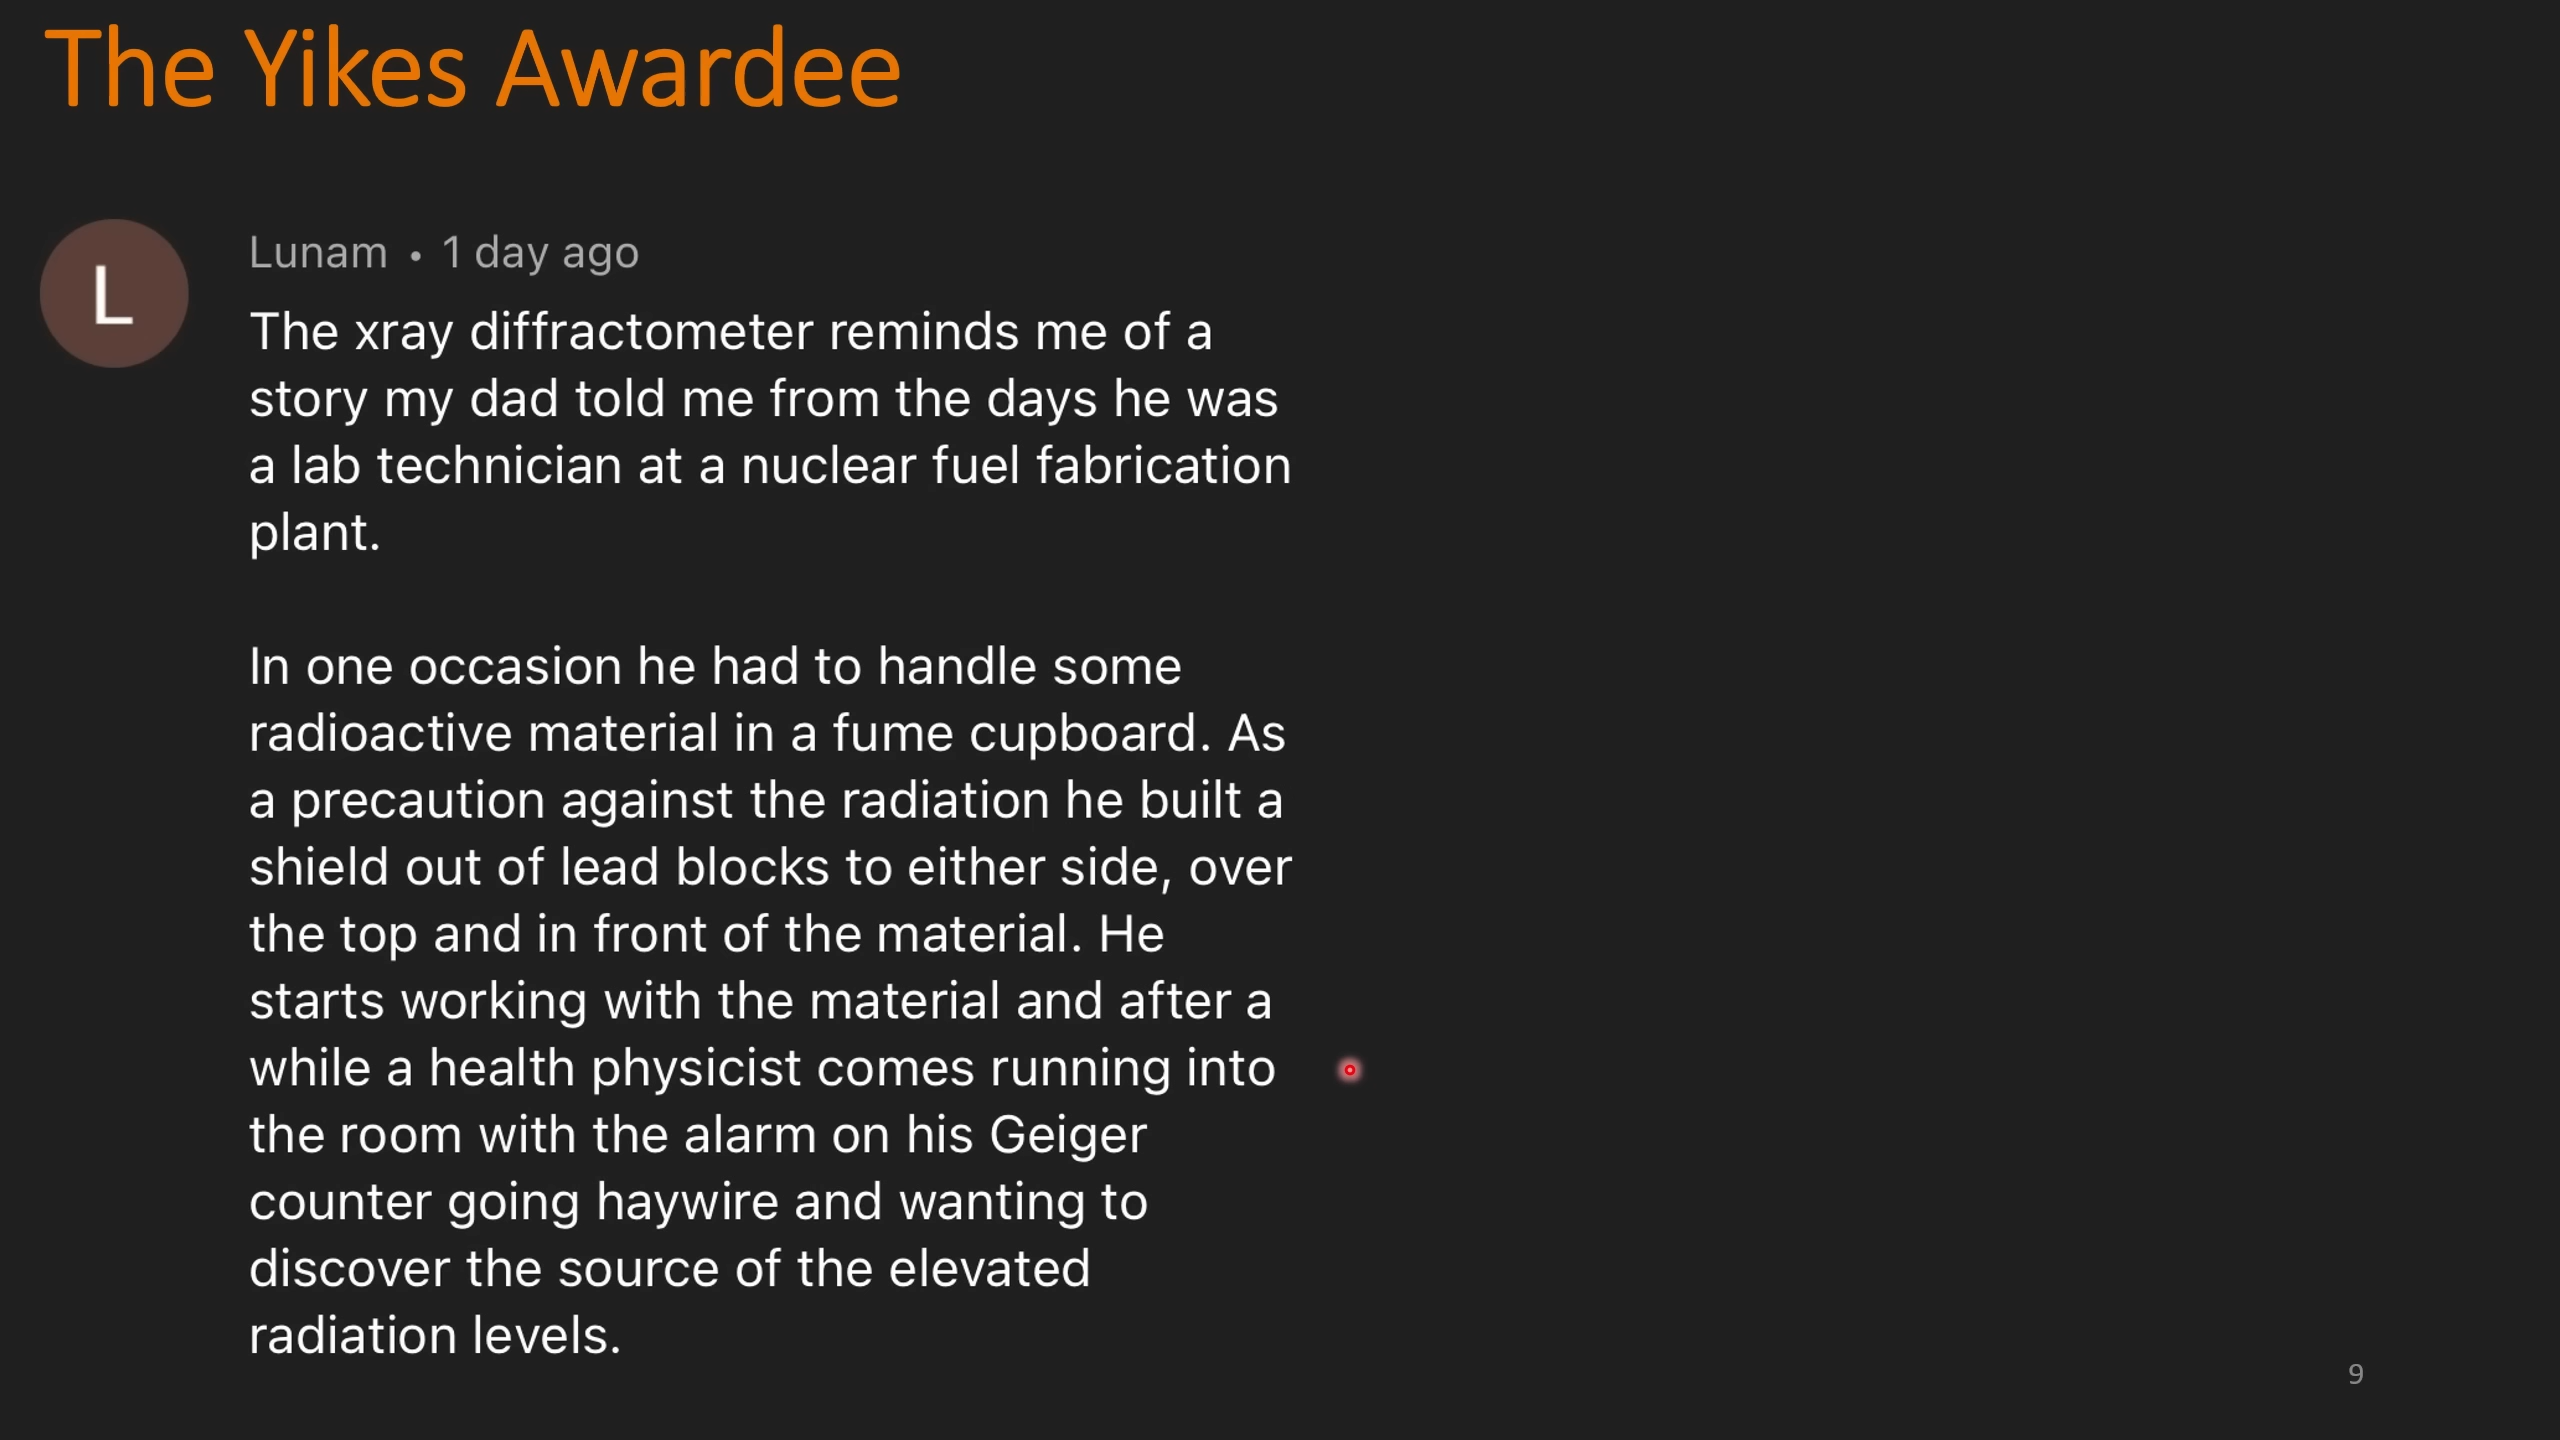 The Yikes Awardee
L
Lunam • 1 day ago
The xray diffractometer reminds me of a
story my dad told me from the days he was
a lab technician at a nuclear fuel fabrication
plant.
In one occasion he had to handle some
radioactive material in a fume cupboard. As
a precaution against the radiation he built a
shield out of lead blocks to either side, over
the top and in front of the material. He
starts working with the material and after a
while a health physicist comes running into
the room with the alarm on his Geiger
counter going haywire and wanting to
discover the source of the elevated
radiation levels.
9